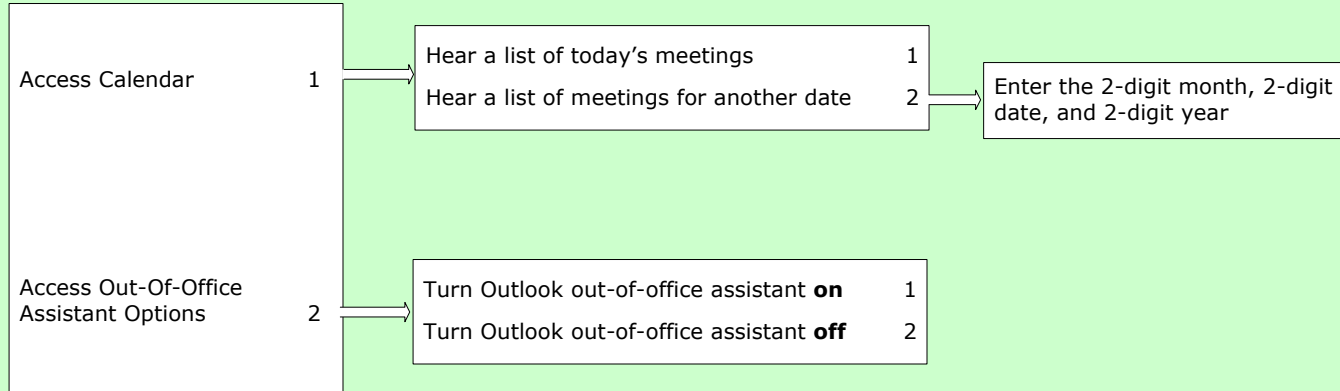 Access Calendar 1
Hear a list of today’s meetings 1
Hear a list of meetings for another date 2
Enter the 2-digit month, 2-digit
date, and 2-digit year
Access Out-Of-Office
Assistant Options 2
Turn Outlook out-of-office assistant on 1
Turn Outlook out-of-office assistant off 2